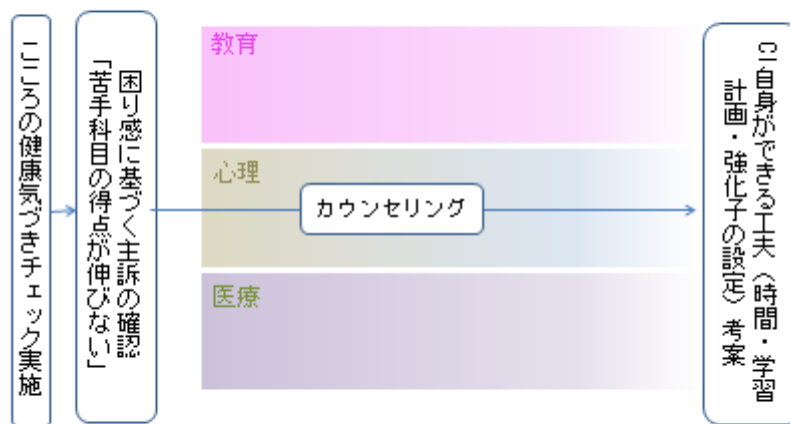 こころの健康気づきチェック実施
困り感に基づく主訴の確認
「苦手科目の得点が伸びない」
教育
心理
カウンセリング
医療
Cl自身ができる工夫（時間・学習
計画・強化子の設定）考案